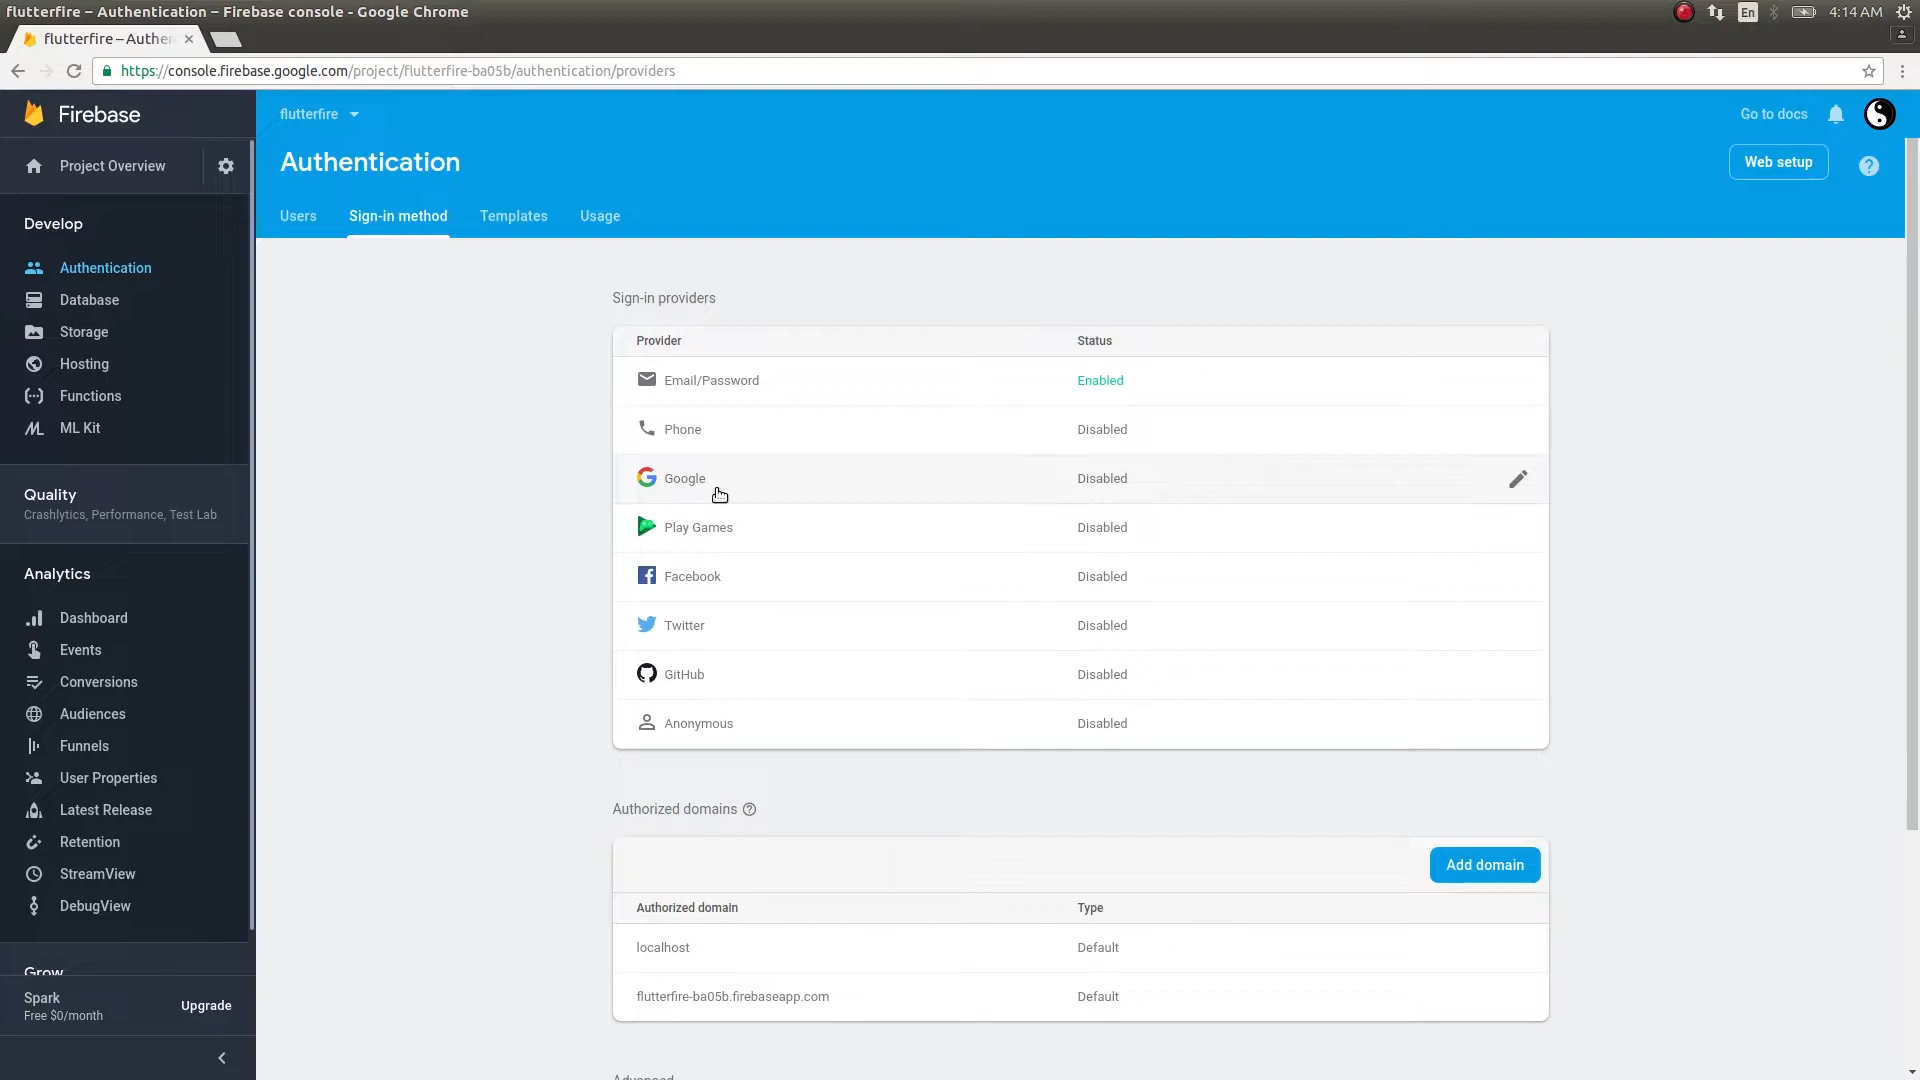 flutterfire – Authentication – Firebase console - Google Chrome
En
4:14 AM
flutterfire – Authen
https://console.firebase.google.com/project/flutterfire-ba05b/authentication/providers
Firebase
flutterfire
Go to docs
Project Overview
Authentication
Web setup
Users
Sign-in method
Templates
Usage
Develop
Authentication
Database
Storage
Hosting
Functions
ML Kit
Quality
Crashlytics, Performance, Test Lab
Analytics
Dashboard
Events
Conversions
Audiences
Funnels
User Properties
Latest Release
Retention
StreamView
DebugView
Grow
Spark
Free $0/month
Upgrade
Sign-in providers
Provider
Status
Email/Password
Enabled
Phone
Disabled
Google
Disabled
Play Games
Disabled
Facebook
Disabled
Twitter
Disabled
GitHub
Disabled
Anonymous
Disabled
Authorized domains
Add domain
Authorized domain
Type
localhost
Default
flutterfire-ba05b.firebaseapp.com
Default
Advanced